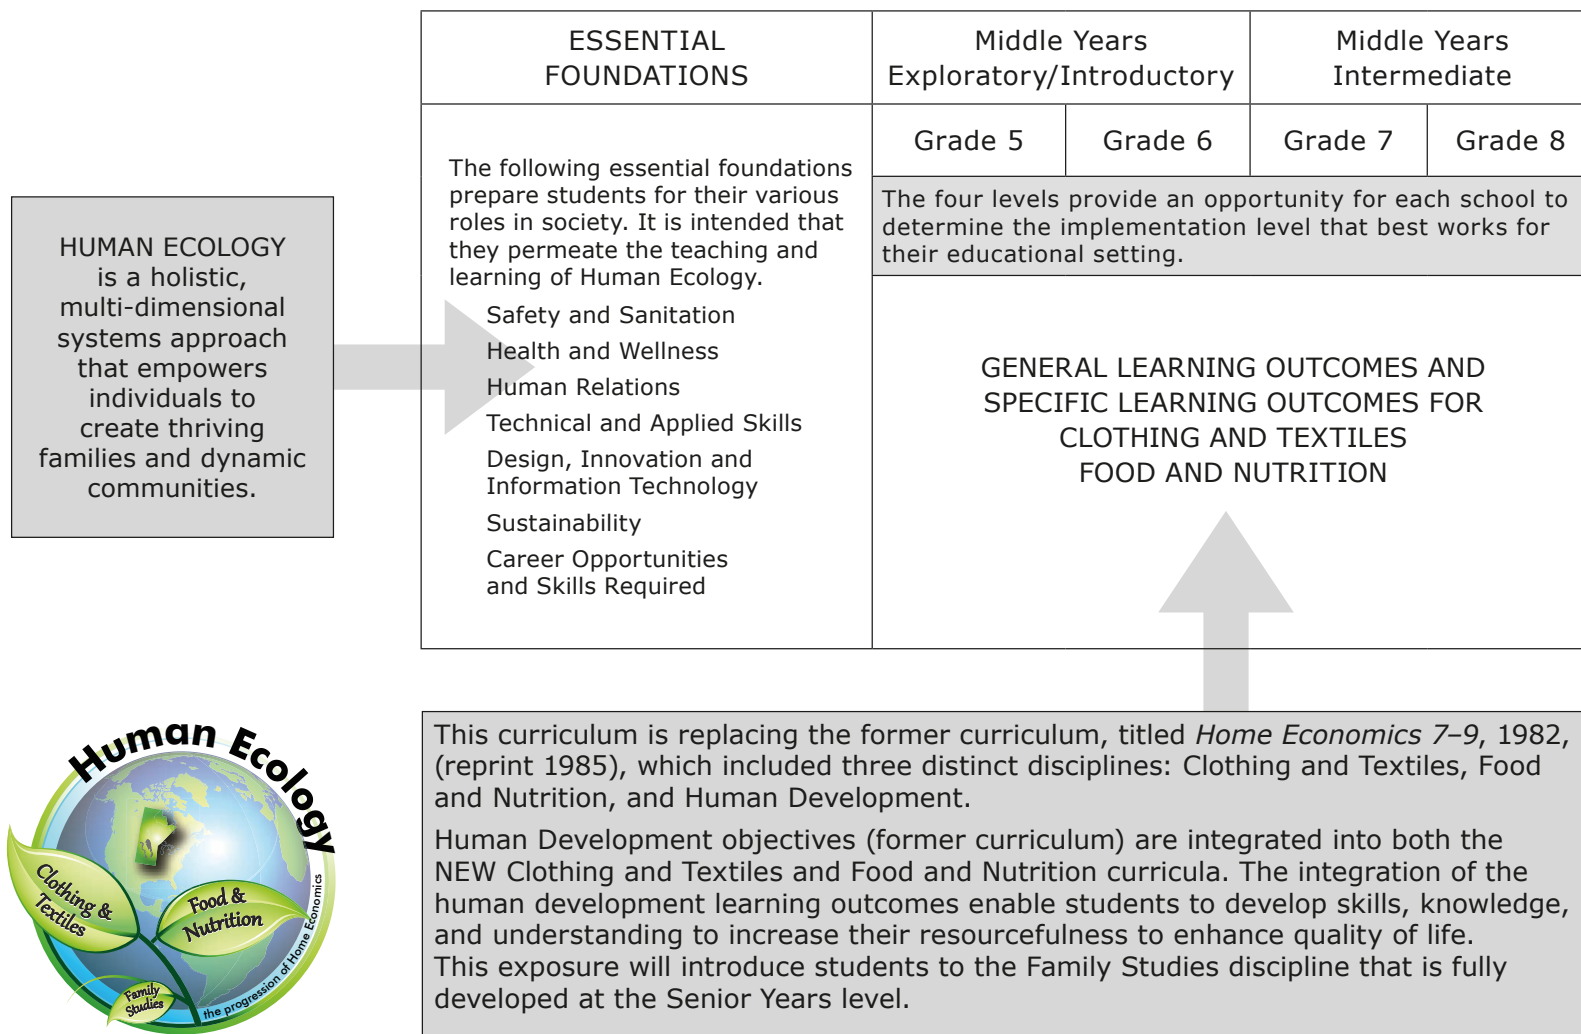 ESSENTIAL
FOUNDATIONS
Middle Years
Exploratory/Introductory
Middle Years
Intermediate
Grade 5
Grade 6
Grade 7
Grade 8
HUMAN ECOLOGY
is a holistic,
multi-dimensional
systems approach
that empowers
individuals to
create thriving
families and dynamic
communities.
The following essential foundations
prepare students for their various
roles in society. It is intended that
they permeate the teaching and
learning of Human Ecology.
Safety and Sanitation
Health and Wellness
Human Relations
Technical and Applied Skills
Design, Innovation and
Information Technology
Sustainability
Career Opportunities
and Skills Required
The four levels provide an opportunity for each school to
determine the implementation level that best works for
their educational setting.
GENERAL LEARNING OUTCOMES AND
SPECIFIC LEARNING OUTCOMES FOR
CLOTHING AND TEXTILES
FOOD AND NUTRITION
Human Ecology
Clothing &
Textiles
Food &
Nutrition
Family
Studies
the progression of Home Economics
This curriculum is replacing the former curriculum, titled Home Economics 7–9, 1982,
(reprint 1985), which included three distinct disciplines: Clothing and Textiles, Food
and Nutrition, and Human Development.
Human Development objectives (former curriculum) are integrated into both the
NEW Clothing and Textiles and Food and Nutrition curricula. The integration of the
human development learning outcomes enable students to develop skills, knowledge,
and understanding to increase their resourcefulness to enhance quality of life.
This exposure will introduce students to the Family Studies discipline that is fully
developed at the Senior Years level.